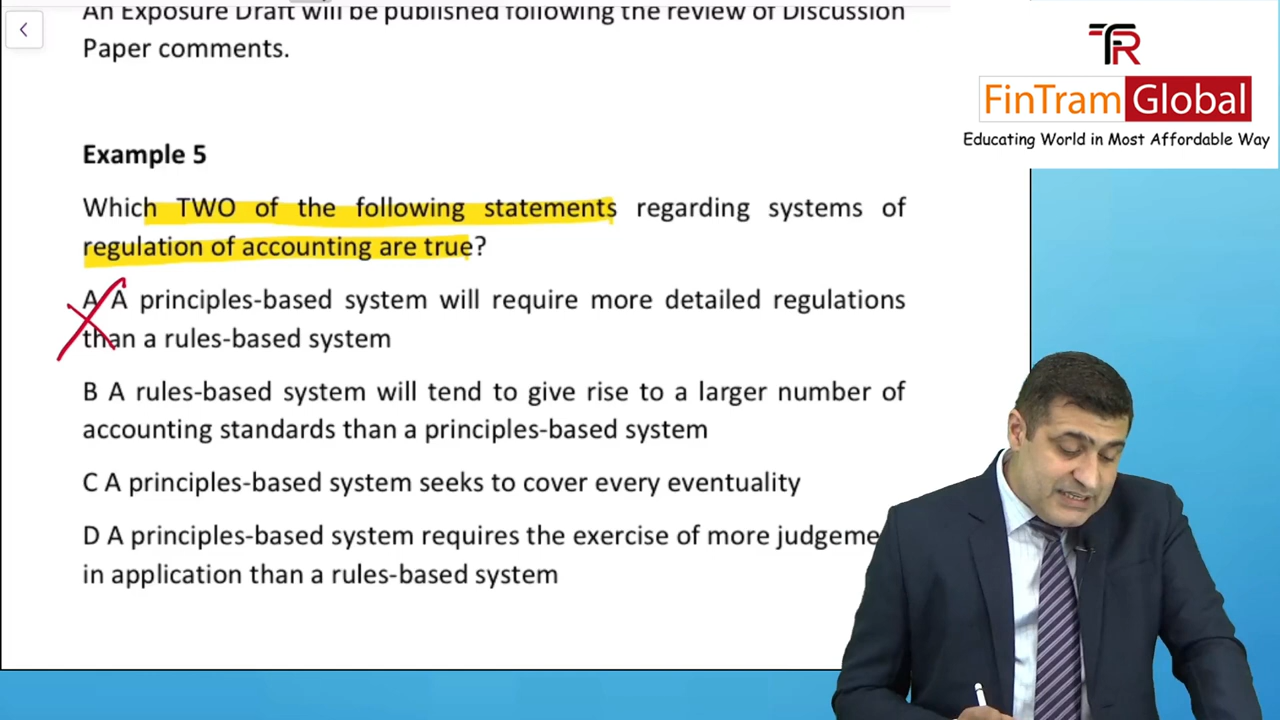 An Exposure Draft will be published following the review of Discussion
Paper comments.
Example 5
Which TWO of the following statements regarding systems of
regulation of accounting are true?
A A principles-based system will require more detailed regulations
than a rules-based system
B A rules-based system will tend to give rise to a larger number of
accounting standards than a principles-based system
C A principles-based system seeks to cover every eventuality
D A principles-based system requires the exercise of more judgeme
in application than a rules-based system
FR
FinTram Global
Educating World in Most Affordable Way